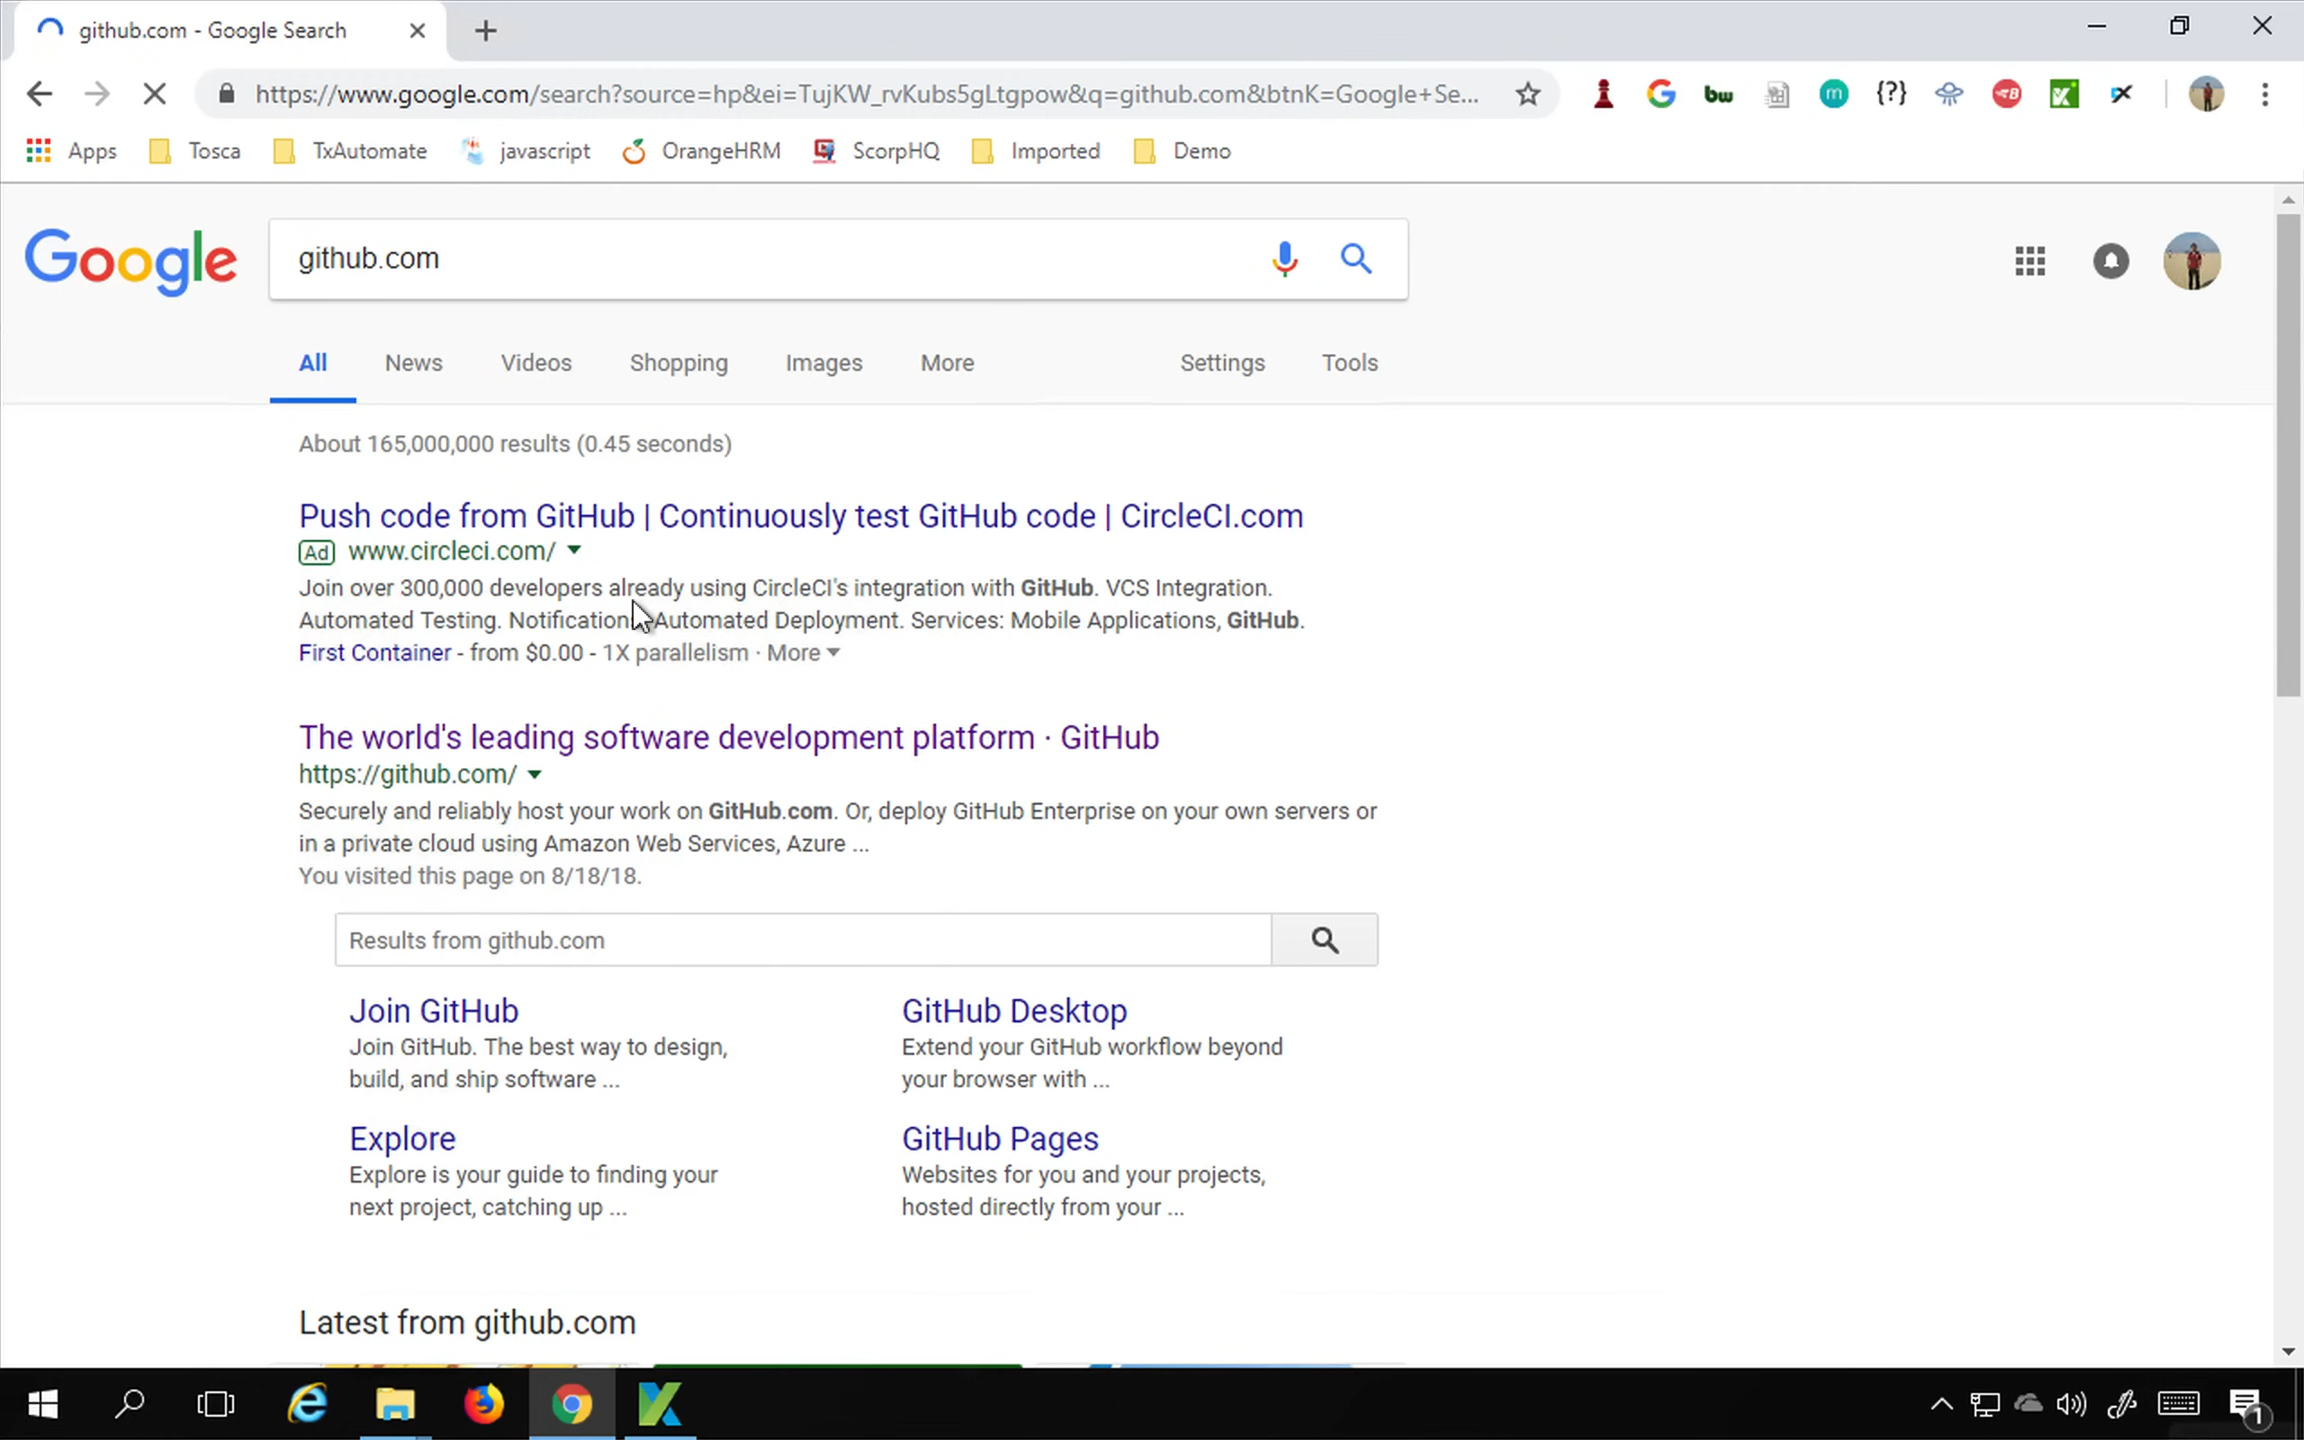 github.com - Google Search
https://www.google.com/search?source=hp&ei=TujKW_rvKubs5gLtgpow&q=github.com&btnK=Google+Se...
G
bw
m
{?}
B
Apps
Tosca
TxAutomate
javascript
OrangeHRM
ScorpHQ
Imported
Demo
Google
github.com
All
News
Videos
Shopping
Images
More
Settings
Tools
About 165,000,000 results (0.45 seconds)
Push code from GitHub | Continuously test GitHub code | CircleCI.com
Ad www.circleci.com/
Join over 300,000 developers already using CircleCI's integration with GitHub. VCS Integration.
Automated Testing. Notification Automated Deployment. Services: Mobile Applications, GitHub.
First Container - from $0.00 - 1X parallelism · More
The world's leading software development platform · GitHub
https://github.com/
Securely and reliably host your work on GitHub.com. Or, deploy GitHub Enterprise on your own servers or
in a private cloud using Amazon Web Services, Azure ...
You visited this page on 8/18/18.
Results from github.com
Join GitHub
Join GitHub. The best way to design,
build, and ship software ...
GitHub Desktop
Extend your GitHub workflow beyond
your browser with ...
Explore
Explore is your guide to finding your
next project, catching up ...
GitHub Pages
Websites for you and your projects,
hosted directly from your ...
Latest from github.com
1